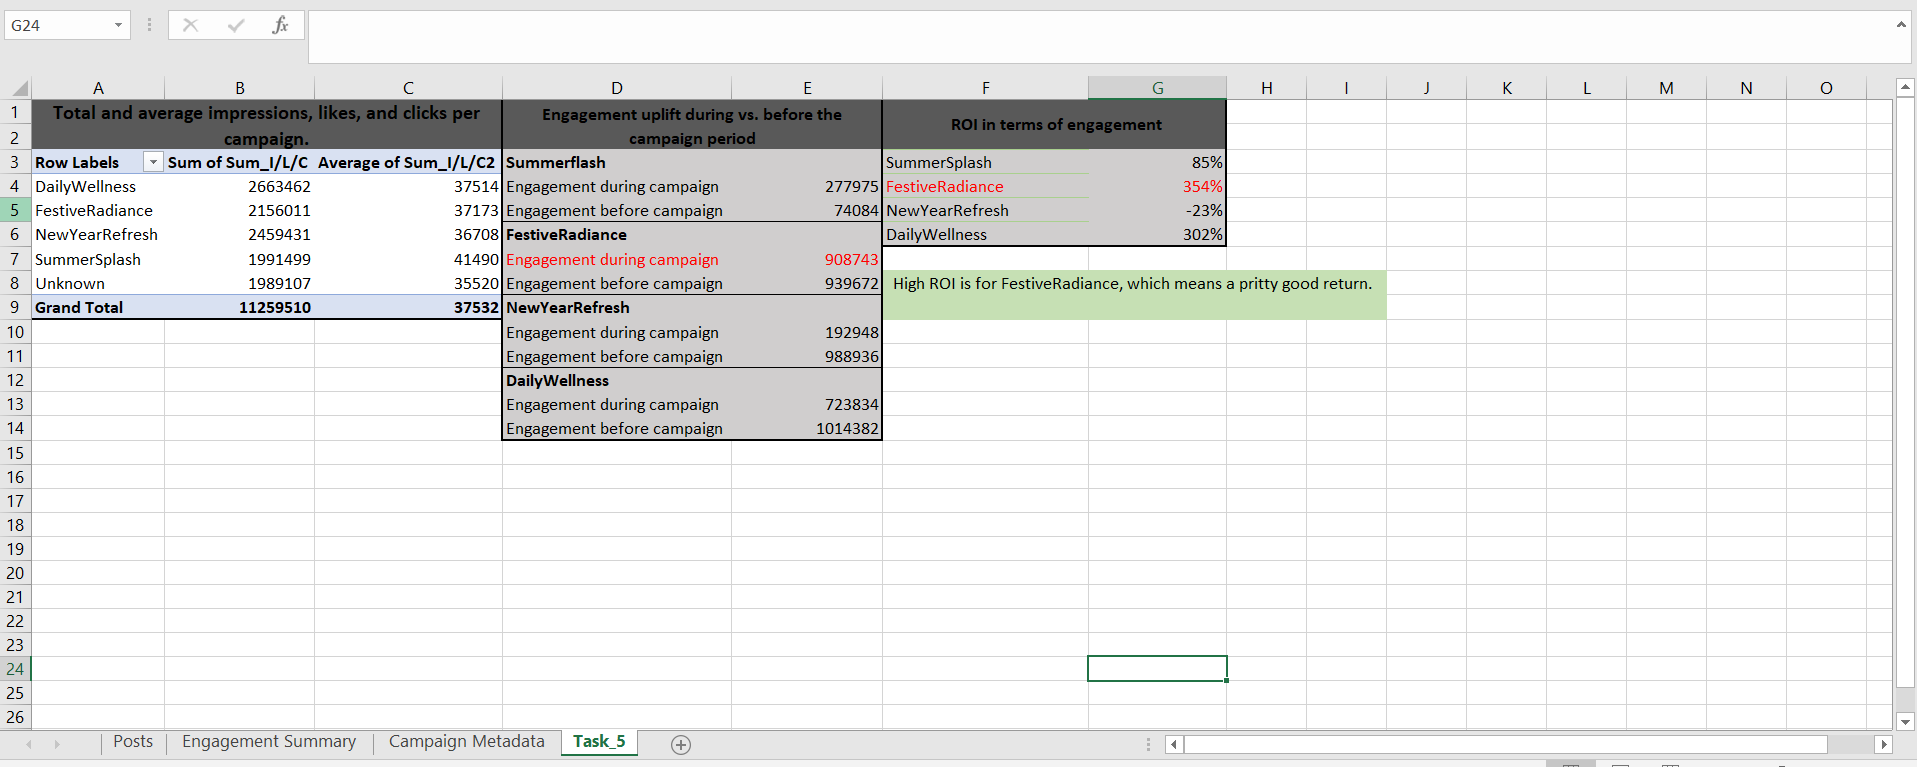 G24
fx
A B C D E F G H I J K L M N O
1 Total and average impressions, likes, and clicks per Engagement uplift during vs. before the ROI in terms of engagement
2 campaign. campaign period
3 Row Labels Sum of Sum_I/L/C Average of Sum_I/L/C2 Summerflash SummerSplash 85%
4 DailyWellness 2663462 37514 Engagement during campaign 277975 FestiveRadiance 354%
5 FestiveRadiance 2156011 37173 Engagement before campaign 74084 NewYearRefresh -23%
6 NewYearRefresh 2459431 36708 FestiveRadiance DailyWellness 302%
7 SummerSplash 1991499 41490 Engagement during campaign 908743
8 Unknown 1989107 35520 Engagement before campaign 939672 High ROI is for FestiveRadiance, which means a pritty good return.
9 Grand Total 11259510 37532 NewYearRefresh
10 Engagement during campaign 192948
11 Engagement before campaign 988936
12 DailyWellness
13 Engagement during campaign 723834
14 Engagement before campaign 1014382
15
16
17
18
19
20
21
22
23
24
25
26
Posts Engagement Summary Campaign Metadata Task_5